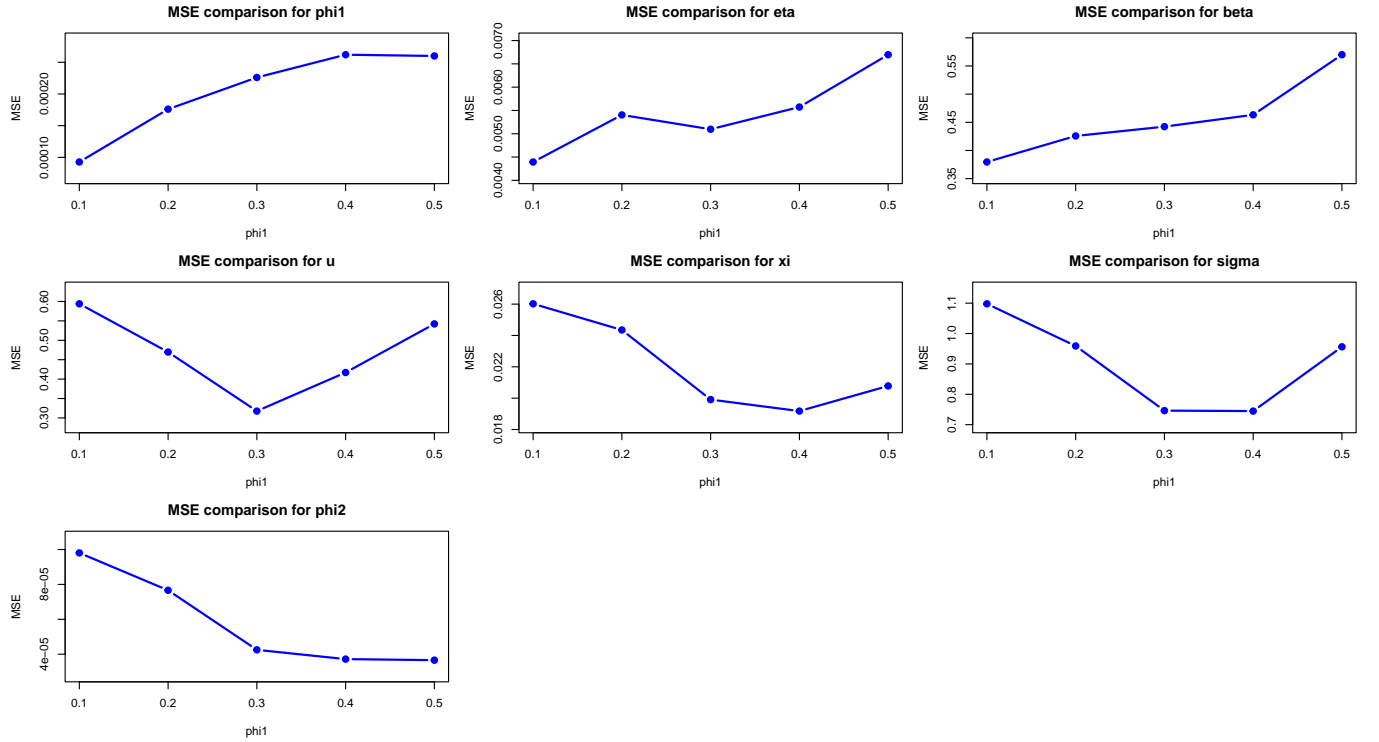 MSE comparison for phi1
MSE
0.00010 0.00020
0.1 0.2 0.3 0.4 0.5
phi1
MSE comparison for eta
MSE
0.0040 0.0050 0.0060 0.0070
0.1 0.2 0.3 0.4 0.5
phi1
MSE comparison for beta
MSE
0.35 0.45 0.55
0.1 0.2 0.3 0.4 0.5
phi1
MSE comparison for u
MSE
0.30 0.40 0.50 0.60
0.1 0.2 0.3 0.4 0.5
phi1
MSE comparison for xi
MSE
0.018 0.022 0.026
0.1 0.2 0.3 0.4 0.5
phi1
MSE comparison for sigma
MSE
0.7 0.8 0.9 1.0 1.1
0.1 0.2 0.3 0.4 0.5
phi1
MSE comparison for phi2
MSE
4e−05 8e−05
0.1 0.2 0.3 0.4 0.5
phi1